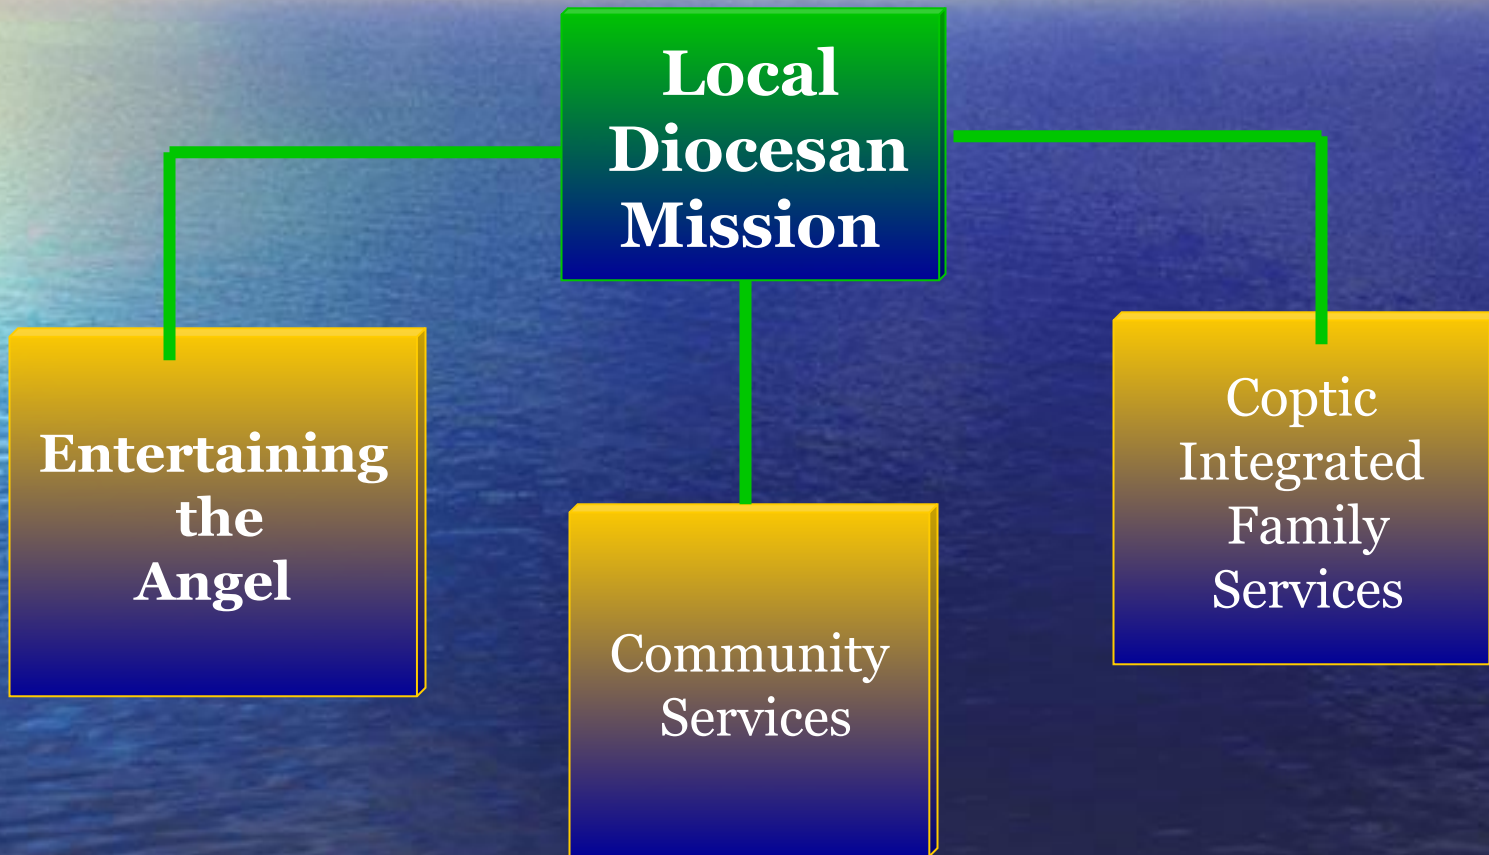 Local
Diocesan
Mission
Entertaining
the
Angel
Community
Services
Coptic
Integrated
Family
Services